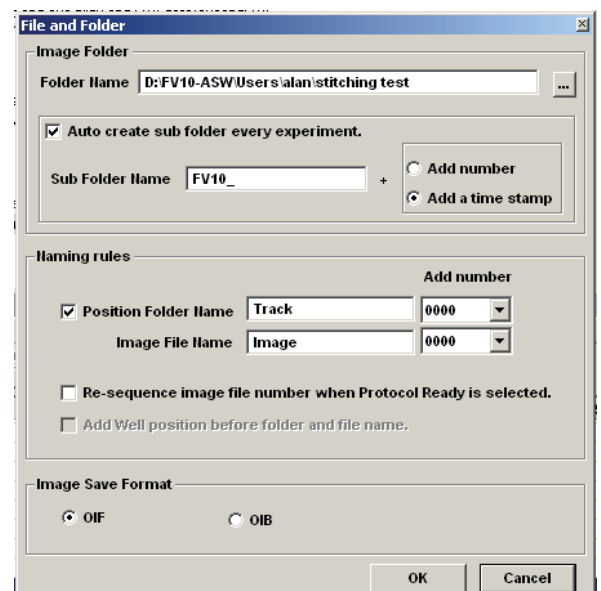 File and Folder
Image Folder
Folder Name D:\FV10-ASW\Users\alan\stitching test ...
Auto create sub folder every experiment.
Sub Folder Name FV10_ +
Add number
Add a time stamp
Naming rules
Add number
Position Folder Name Track 0000
Image File Name Image 0000
Re-sequence image file number when Protocol Ready is selected.
Add Well position before folder and file name.
Image Save Format
OIF OIB
OK Cancel